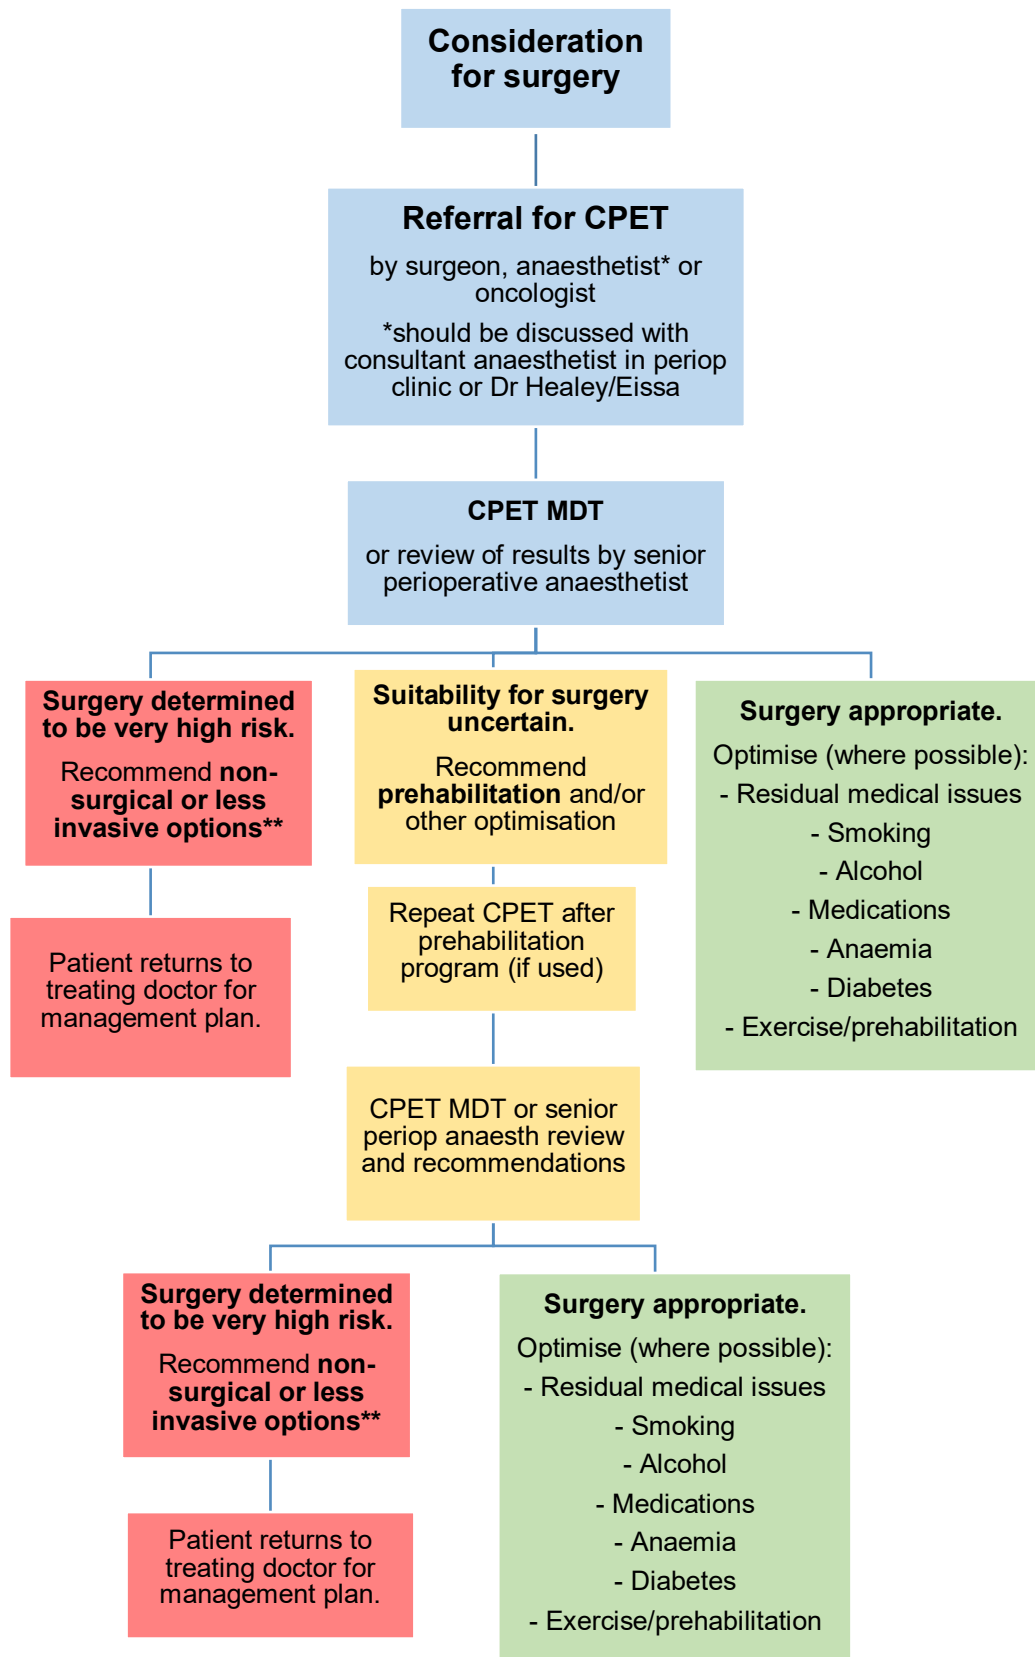 Consideration
for surgery
Referral for CPET
by surgeon, anaesthetist* or
oncologist
*should be discussed with
consultant anaesthetist in periop
clinic or Dr Healey/Eissa
CPET MDT
or review of results by senior
perioperative anaesthetist
Surgery determined
to be very high risk.
Recommend non-
surgical or less
invasive options**
Patient returns to
treating doctor for
management plan.
Suitability for surgery
uncertain.
Recommend
prehabilitation and/or
other optimisation
Repeat CPET after
prehabilitation
program (if used)
CPET MDT or senior
periop anaesth review
and recommendations
Surgery appropriate.
Optimise (where possible):
- Residual medical issues
- Smoking
- Alcohol
- Medications
- Anaemia
- Diabetes
- Exercise/prehabilitation
Surgery determined
to be very high risk.
Recommend non-
surgical or less
invasive options**
Patient returns to
treating doctor for
management plan.
Surgery appropriate.
Optimise (where possible):
- Residual medical issues
- Smoking
- Alcohol
- Medications
- Anaemia
- Diabetes
- Exercise/prehabilitation